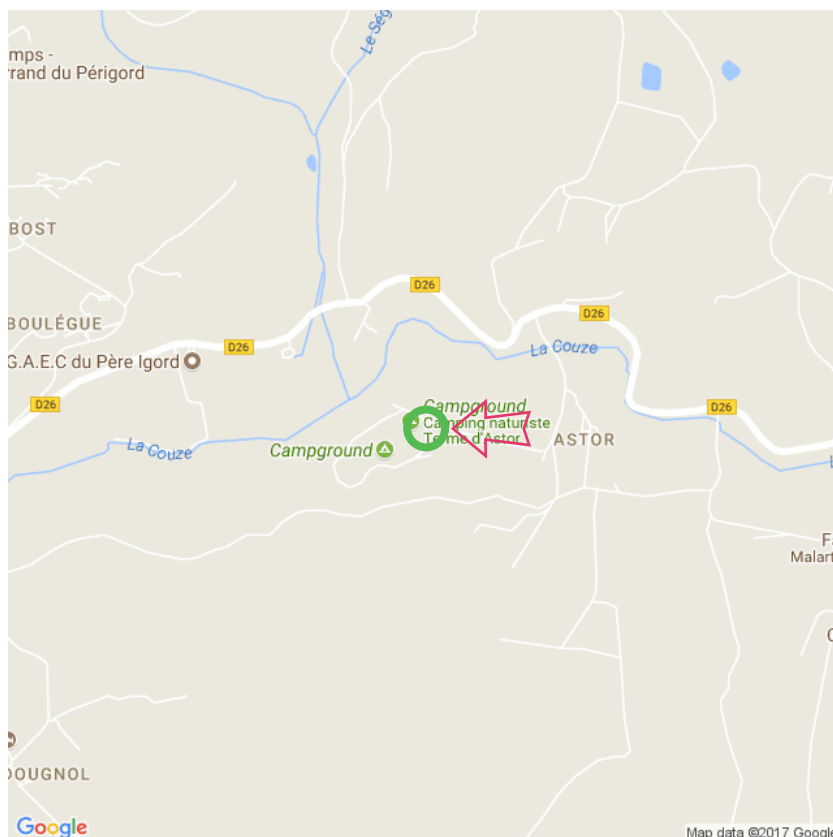 Le Ség
mps -
rrand du Périgord
BOST
D26
D26
BOULÉGUE
La Couze
D26
G.A.E.C du Père Igord
D26
D26
Campground
Camping naturiste
Terme d'Astor
ASTOR
Campground
La Couze
L
Fa
Malart
C
DOUGNOL
Google
Map data ©2017 Google